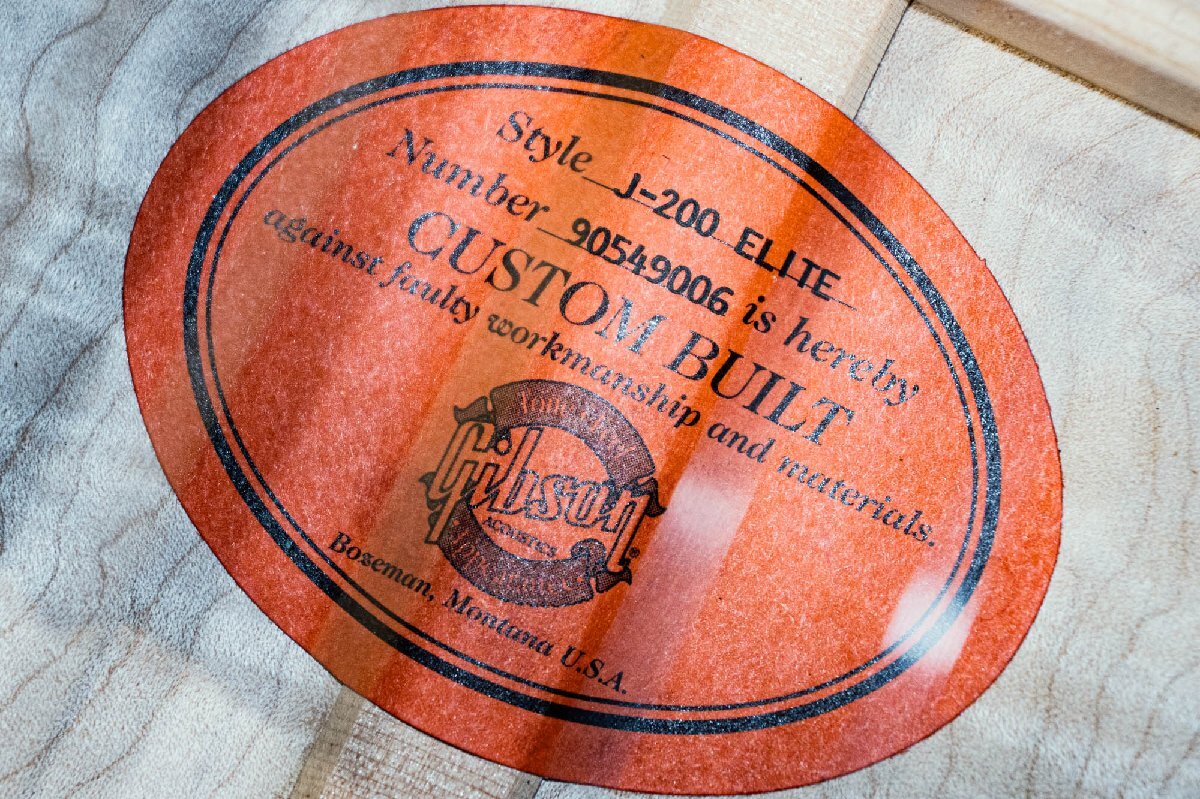 Style J-200 ELITE
Number 90549006 is hereby
CUSTOM BUILT
against faulty workmanship and materials.
Gibson
ACOUSTICS
Bozeman, Montana U.S.A.